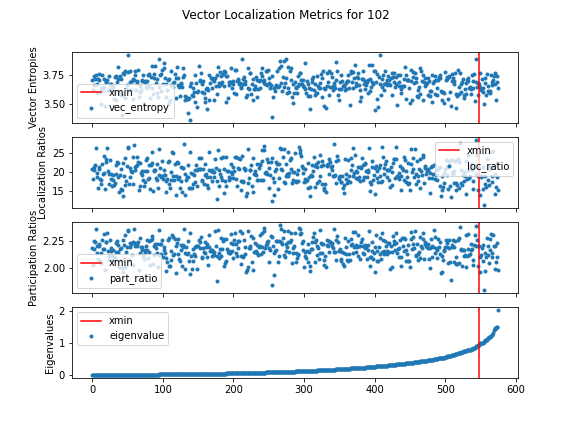 Vector Localization Metrics for 102
Vector Entropies
3.75
3.50
xmin
vec_entropy
Localization Ratios
25
20
15
xmin
loc_ratio
Participation Ratios
2.25
2.00
xmin
part_ratio
Eigenvalues
2
1
0
xmin
eigenvalue
0 100 200 300 400 500 600